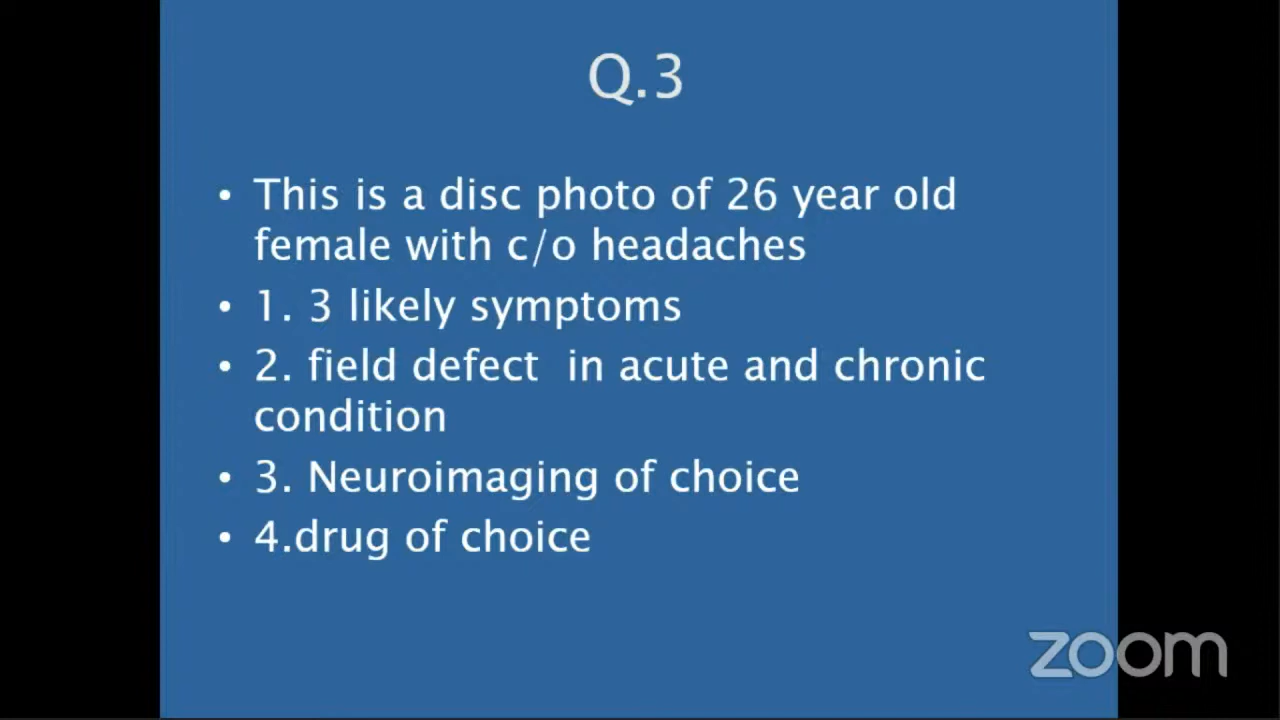 Q.3
• This is a disc photo of 26 year old
female with c/o headaches
• 1. 3 likely symptoms
• 2. field defect  in acute and chronic
condition
• 3. Neuroimaging of choice
• 4.drug of choice
zoom